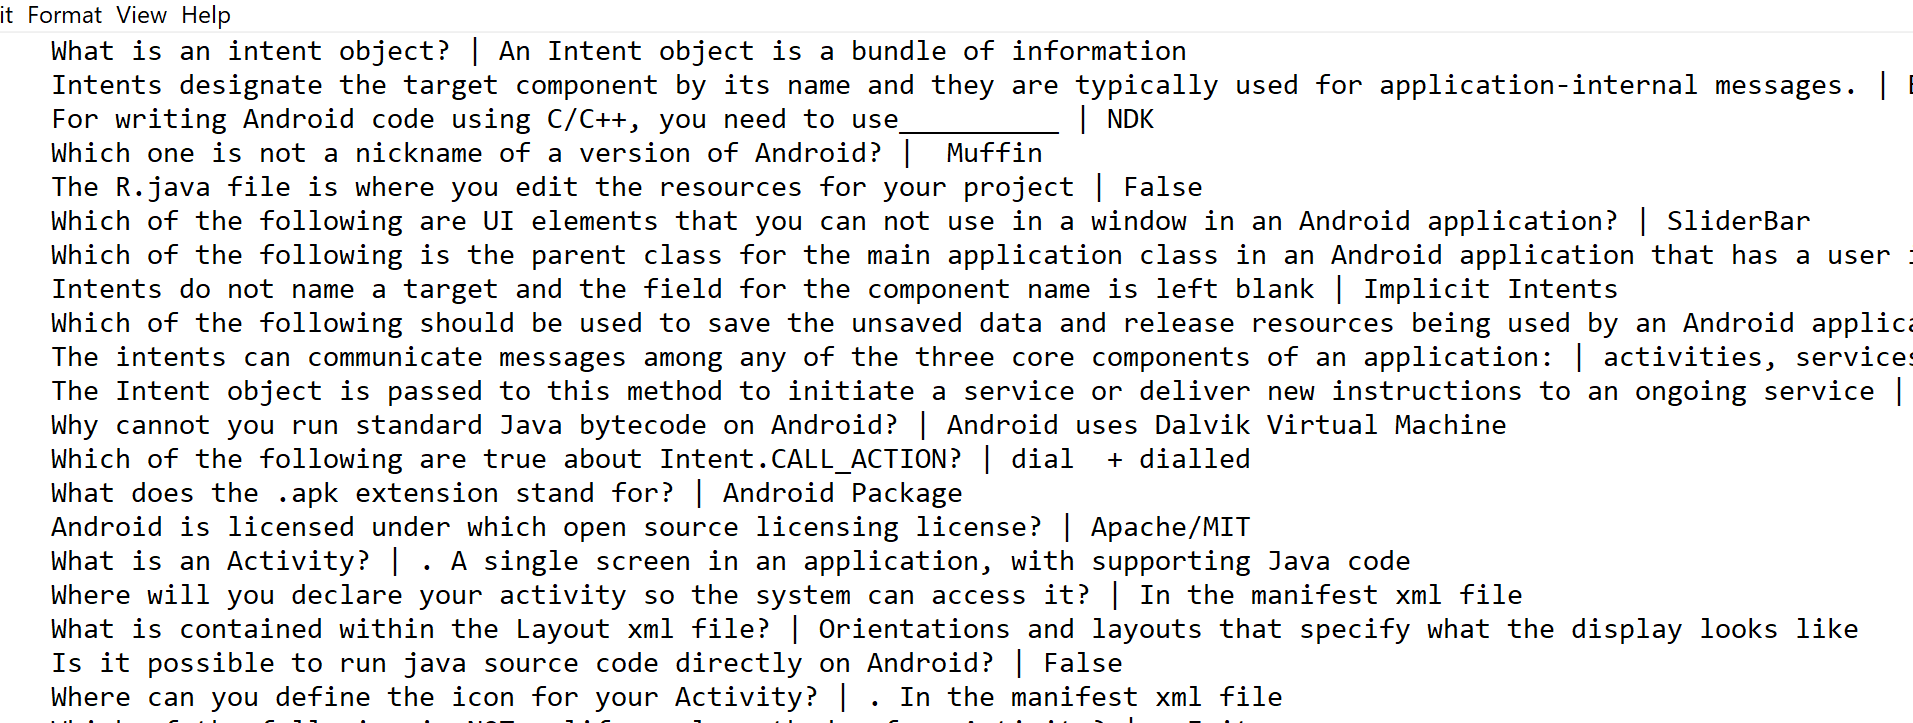 it Format View Help
What is an intent object? | An Intent object is a bundle of information
Intents designate the target component by its name and they are typically used for application-internal messages. |
For writing Android code using C/C++, you need to use__________ | NDK
Which one is not a nickname of a version of Android? |  Muffin
The R.java file is where you edit the resources for your project | False
Which of the following are UI elements that you can not use in a window in an Android application? | SliderBar
Which of the following is the parent class for the main application class in an Android application that has a user
Intents do not name a target and the field for the component name is left blank | Implicit Intents
Which of the following should be used to save the unsaved data and release resources being used by an Android
The intents can communicate messages among any of the three core components of an application: | activities, services
The Intent object is passed to this method to initiate a service or deliver new instructions to an ongoing service |
Why cannot you run standard Java bytecode on Android? | Android uses Dalvik Virtual Machine
Which of the following are true about Intent.CALL_ACTION? | dial  + dialled
What does the .apk extension stand for? | Android Package
Android is licensed under which open source licensing license? | Apache/MIT
What is an Activity? | . A single screen in an application, with supporting Java code
Where will you declare your activity so the system can access it? | In the manifest xml file
What is contained within the Layout xml file? | Orientations and layouts that specify what the display looks like
Is it possible to run java source code directly on Android? | False
Where can you define the icon for your Activity? | . In the manifest xml file